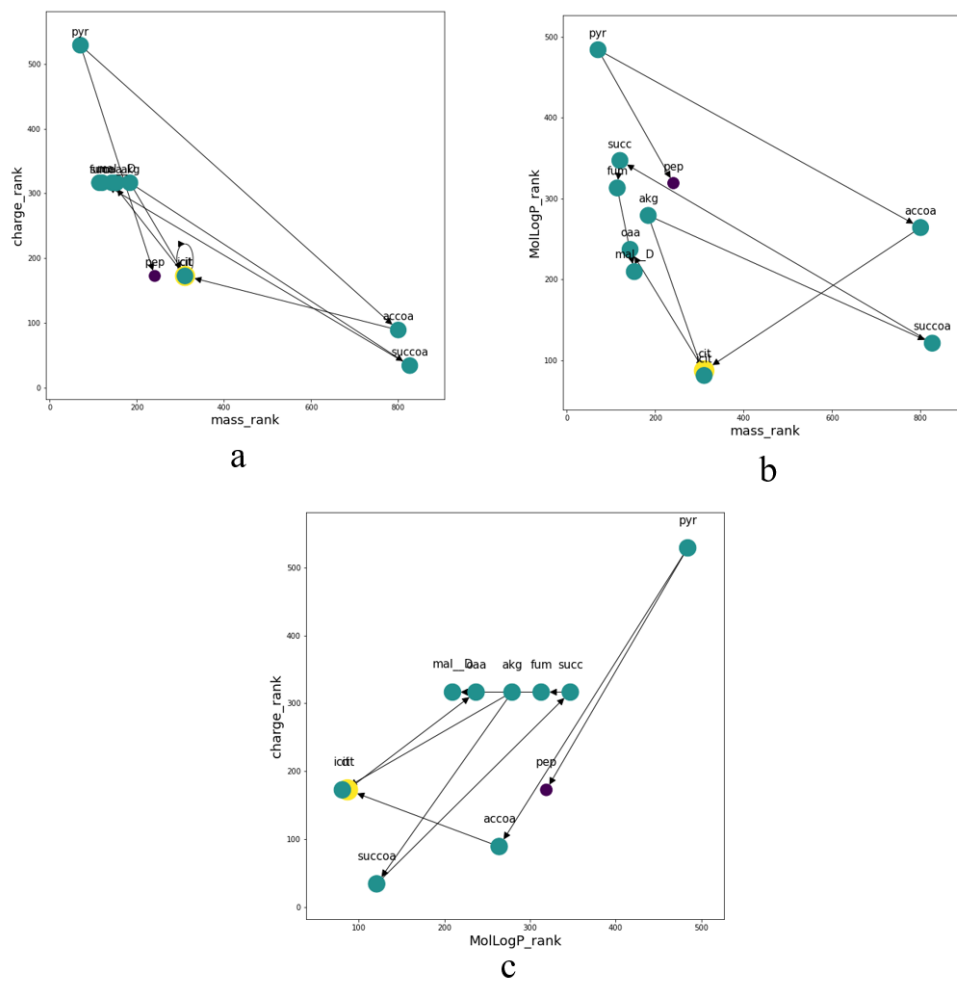 pyr
500
400
300
200
100
0
charge_rank
pep
accoa
succoa
0
200
400
600
800
mass_rank
a
pyr
500
400
300
200
100
MolLogP_rank
succ
fum
pep
akg
oaa
mal__D
accoa
succoa
cit
0
200
400
600
800
mass_rank
b
pyr
500
400
300
200
100
0
charge_rank
mal__D
oaa
akg
fum
succ
pep
accoa
succoa
100
200
300
400
500
MolLogP_rank
c